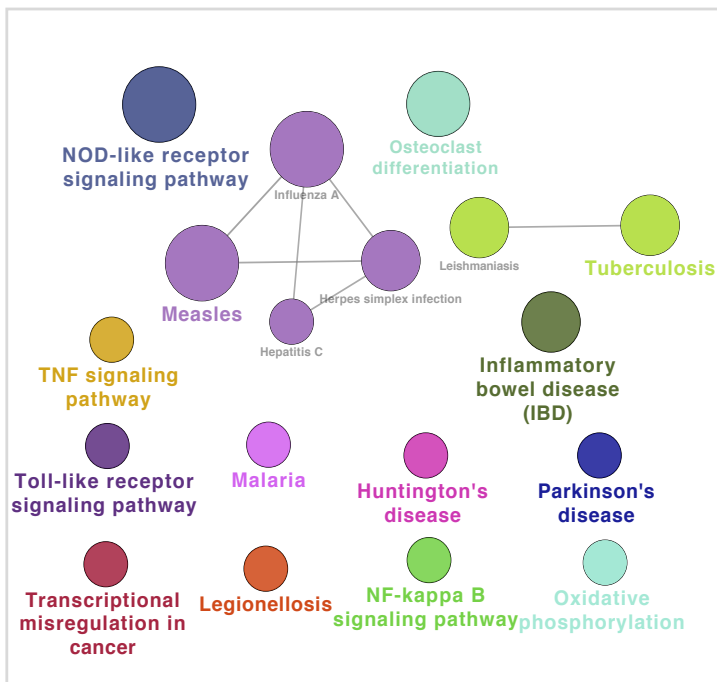 NOD-like receptor
signaling pathway
Influenza A
Osteoclast
differentiation
Leishmaniasis
Tuberculosis
Measles
Herpes simplex infection
Hepatitis C
TNF signaling
pathway
Inflammatory
bowel disease
(IBD)
Toll-like receptor
signaling pathway
Malaria
Huntington's
disease
Parkinson's
disease
Transcriptional
misregulation in
cancer
Legionellosis
NF-kappa B
signaling pathway
Oxidative
phosphorylation